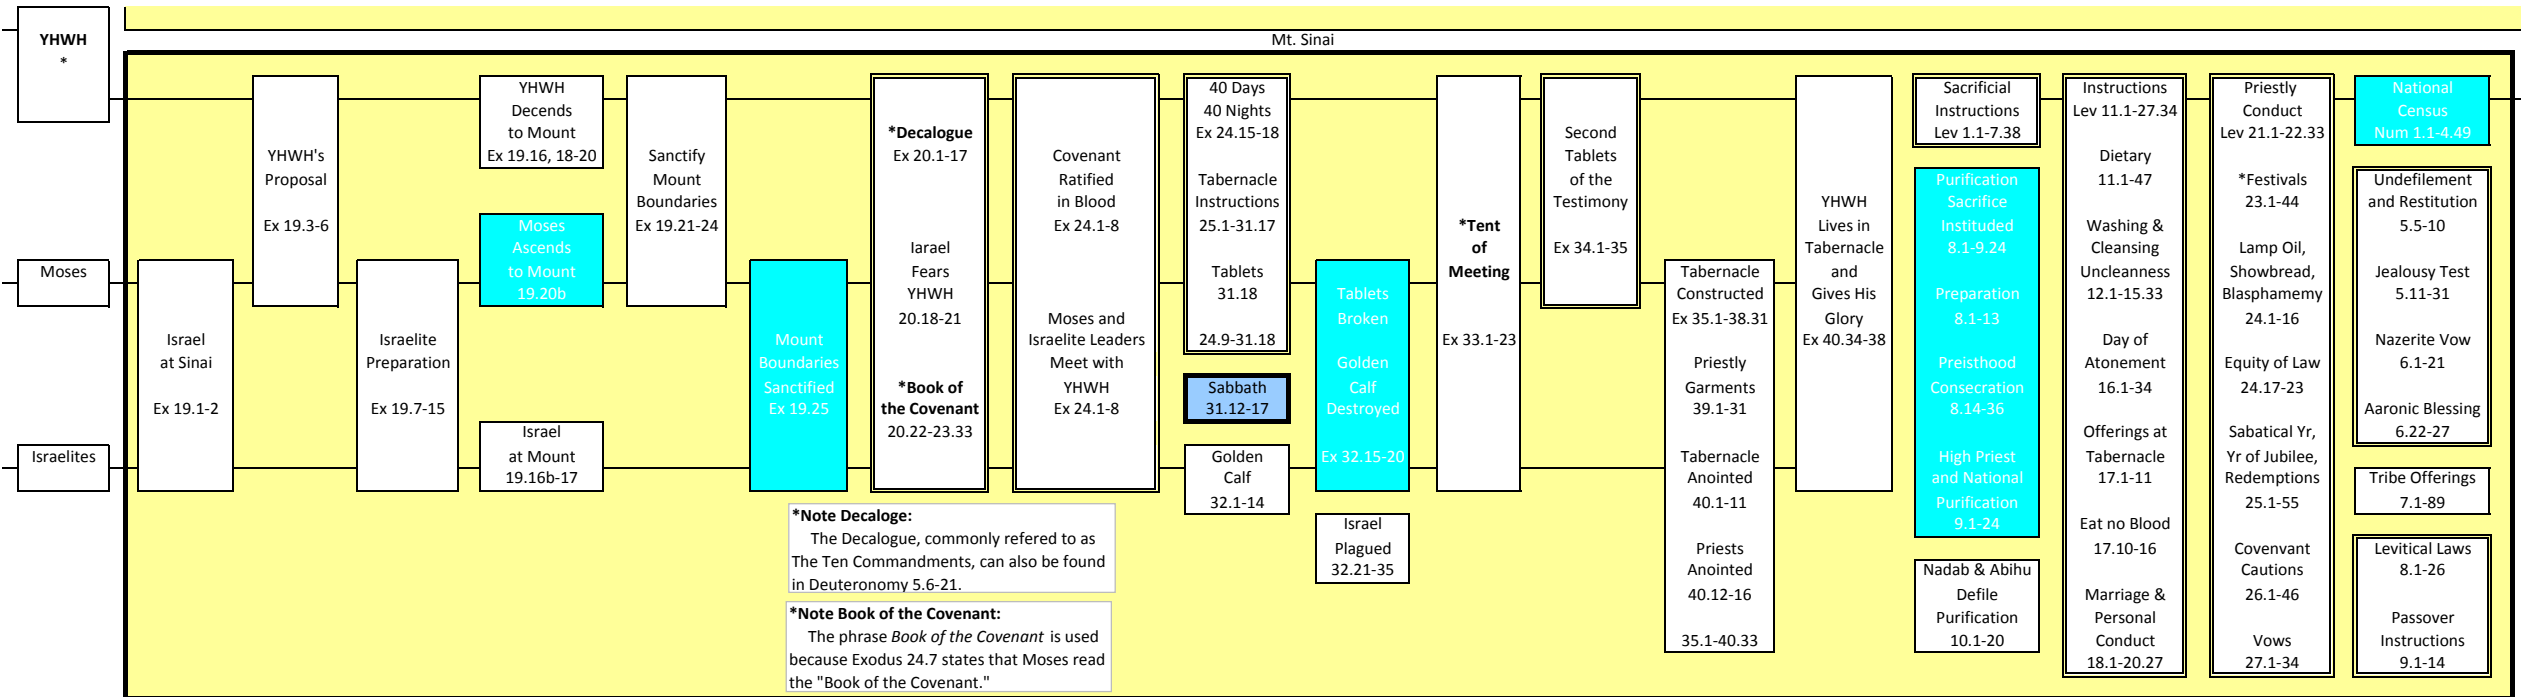 YHWH
*
Moses
Israelites
Mt. Sinai
Israel
at Sinai
Ex 19.1-2
YHWH's
Proposal
Ex 19.3-6
Israelite
Preparation
Ex 19.7-15
YHWH
Decends
to Mount
Ex 19.16, 18-20
Moses
Ascends
to Mount
19.20b
Israel
at Mount
19.16b-17
Sanctify
Mount
Boundaries
Ex 19.21-24
Mount
Boundaries
Sanctified
Ex 19.25
*Decalogue
Ex 20.1-17
Iarael
Fears
YHWH
20.18-21
*Book of
the Covenant
20.22-23.33
*Note Decaloge:
The Decalogue, commonly refered to as
The Ten Commandments, can also be found
in Deuteronomy 5.6-21.
*Note Book of the Covenant:
The phrase Book of the Covenant is used
because Exodus 24.7 states that Moses read
the "Book of the Covenant."
Covenant
Ratified
in Blood
Ex 24.1-8
Moses and
Israelite Leaders
Meet with
YHWH
Ex 24.1-8
40 Days
40 Nights
Ex 24.15-18
Tabernacle
Instructions
25.1-31.17
Tablets
31.18
24.9-31.18
Sabbath
31.12-17
Golden
Calf
32.1-14
Tablets
Broken
Golden
Calf
Destroyed
Ex 32.15-20
Israel
Plagued
32.21-35
*Tent
of
Meeting
Ex 33.1-23
Second
Tablets
of the
Testimony
Ex 34.1-35
Tabernacle
Constructed
Ex 35.1-38.31
Priestly
Garments
39.1-31
Tabernacle
Anointed
40.1-11
Priests
Anointed
40.12-16
35.1-40.33
YHWH
Lives in
Tabernacle
and
Gives His
Glory
Ex 40.34-38
Sacrificial
Instructions
Lev 1.1-7.38
Purification
Sacrifice
Instituded
8.1-9.24
Preparation
8.1-13
Preisthood
Consecration
8.14-36
High Priest
and National
Purification
9.1-24
Nadab & Abihu
Defile
Purification
10.1-20
Instructions
Lev 11.1-27.34
Dietary
11.1-47
Washing &
Cleansing
Uncleanness
12.1-15.33
Day of
Atonement
16.1-34
Offerings at
Tabernacle
17.1-11
Eat no Blood
17.10-16
Marriage &
Personal
Conduct
18.1-20.27
Priestly
Conduct
Lev 21.1-22.33
*Festivals
23.1-44
Lamp Oil,
Showbread,
Blasphamemy
24.1-16
Equity of Law
24.17-23
Sabatical Yr,
Yr of Jubilee,
Redemptions
25.1-55
Covenvant
Cautions
26.1-46
Vows
27.1-34
National
Census
Num 1.1-4.49
Undefilement
and Restitution
5.5-10
Jealousy Test
5.11-31
Nazerite Vow
6.1-21
Aaronic Blessing
6.22-27
Tribe Offerings
7.1-89
Levitical Laws
8.1-26
Passover
Instructions
9.1-14